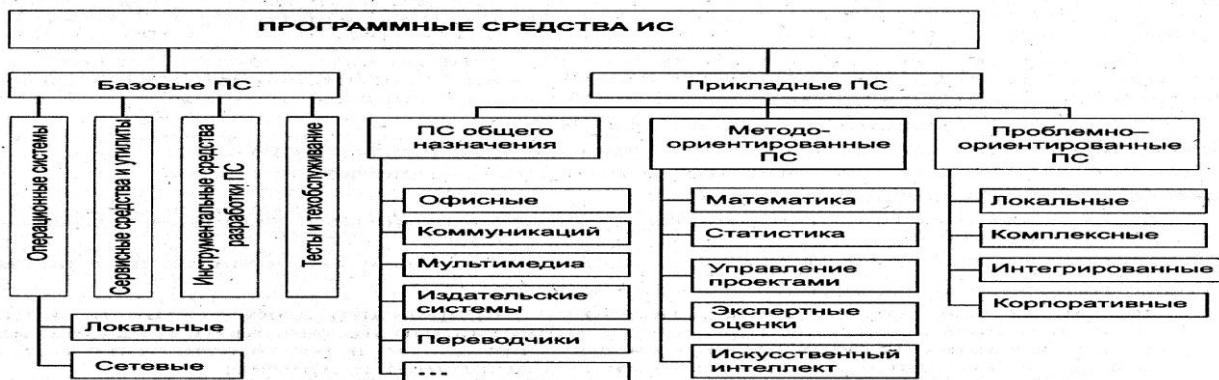 ПРОГРАММНЫЕ СРЕДСТВА ИС
Базовые ПС
Прикладные ПС
Операционные системы
Сервисные средства и утилиты
Инструментальные средства
разработки ПС
Тесты и техобслуживание
Локальные
Сетевые
ПС общего
назначения
Офисные
Коммуникаций
Мультимедиа
Издательские
системы
Переводчики
...
Методо-
ориентированные
ПС
Математика
Статистика
Управление
проектами
Экспертные
оценки
Искусственный
интеллект
Проблемно–
ориентированные
ПС
Локальные
Комплексные
Интегрированные
Корпоративные